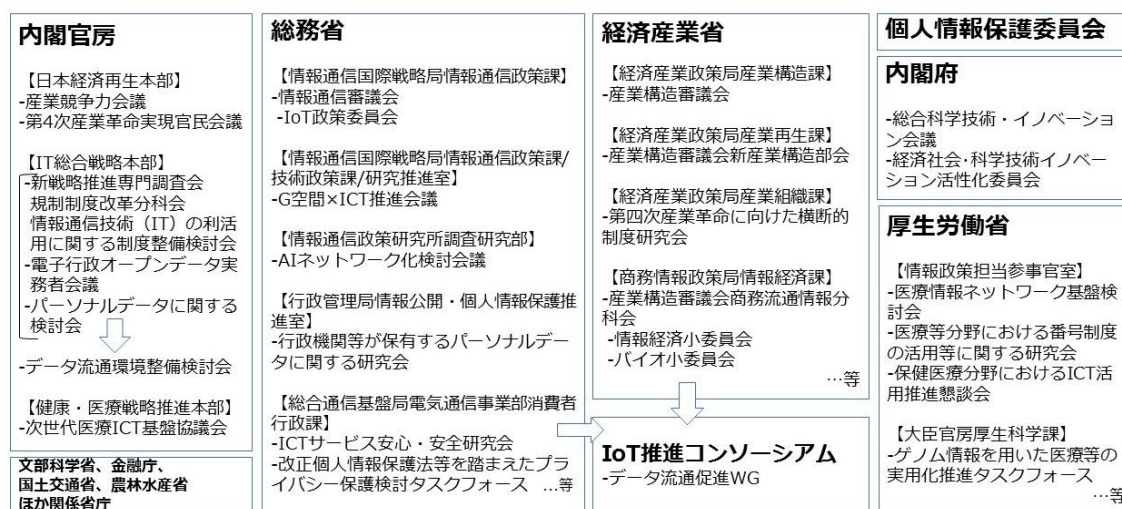 内閣官房
【日本経済再生本部】
-産業競争力会議
-第4次産業革命実現官民会議
【IT総合戦略本部】
-新戦略推進専門調査会
規制制度改革分科会
情報通信技術（IT）の利活
用に関する制度整備検討会
-電子行政オープンデータ実
務者会議
-パーソナルデータに関する
検討会
-データ流通環境整備検討会
【健康・医療戦略推進本部】
-次世代医療ICT基盤協議会
文部科学省、金融庁、
国土交通省、農林水産省
ほか関係省庁
総務省
【情報通信国際戦略局情報通信政策課】
-情報通信審議会
-IoT政策委員会
【情報通信国際戦略局情報通信政策課/
技術政策課/研究推進室】
-G空間×ICT推進会議
【情報通信政策研究所調査研究部】
-AIネットワーク化検討会議
【行政管理局情報公開・個人情報保護推
進室】
-行政機関等が保有するパーソナルデー
タに関する研究会
【総合通信基盤局電気通信事業部消費者
行政課】
-ICTサービス安心・安全研究会
-改正個人情報保護法等を踏まえたプラ
イバシー保護検討タスクフォース …等
経済産業省
【経済産業政策局産業構造課】
-産業構造審議会
【経済産業政策局産業再生課】
-産業構造審議会新産業構造部会
【経済産業政策局産業組織課】
-第四次産業革命に向けた横断的
制度研究会
【商務情報政策局情報経済課】
-産業構造審議会商務流通情報分
科会
-情報経済小委員会
-バイオ小委員会
…等
IoT推進コンソーシアム
-データ流通促進WG
個人情報保護委員会
内閣府
-総合科学技術・イノベーショ
ン会議
-経済社会・科学技術イノベー
ション活性化委員会
厚生労働省
【情報政策担当参事官室】
-医療情報ネットワーク基盤検
討会
-医療等分野における番号制度
の活用等に関する研究会
-保健医療分野におけるICT活
用推進懇談会
【大臣官房厚生科学課】
-ゲノム情報を用いた医療等の
実用化推進タスクフォース
…等